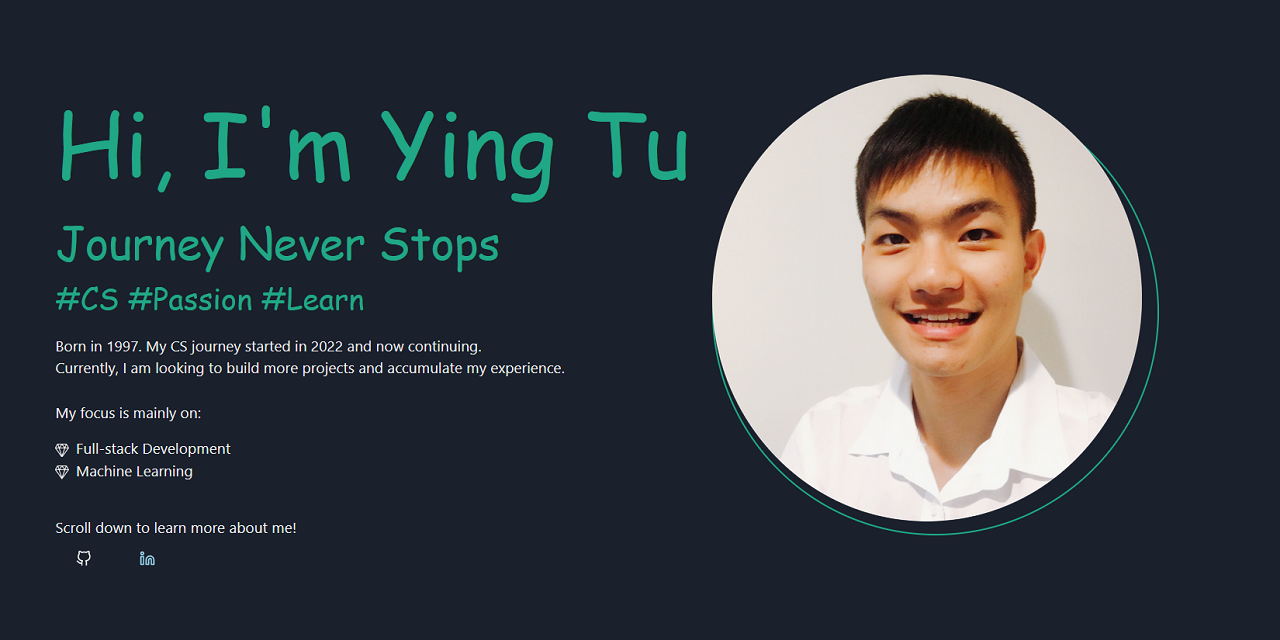 Hi, I'm Ying Tu
Journey Never Stops
#CS #Passion #Learn
Born in 1997. My CS journey started in 2022 and now continuing.
Currently, I am looking to build more projects and accumulate my experience.
My focus is mainly on:
Full-stack Development
Machine Learning
Scroll down to learn more about me!
in